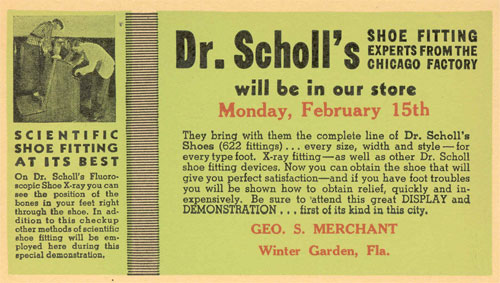 SCIENTIFIC
SHOE FITTING
AT ITS BEST
On Dr. Scholl's Fluoro-
scopic Shoe X-ray you can
see the position of the
bones in your feet right
through the shoe. In ad-
dition to this checkup
other methods of scientific
shoe fitting will be em-
ployed here during this
special demonstration.
Dr. Scholl's SHOE FITTING
EXPERTS FROM THE
CHICAGO FACTORY
will be in our store
Monday, February 15th
They bring with them the complete line of Dr. Scholl's
Shoes (622 fittings) . . . every size, width and style — for
every type foot. X-ray fitting — as well as other Dr. Scholl
shoe fitting devices. Now you can obtain the shoe that will
give you perfect satisfaction — and if you have foot troubles
you will be shown how to obtain relief, quickly and in-
expensively. Be sure to attend this great DISPLAY and
DEMONSTRATION . . . first of its kind in this city.
GEO. S. MERCHANT
Winter Garden, Fla.